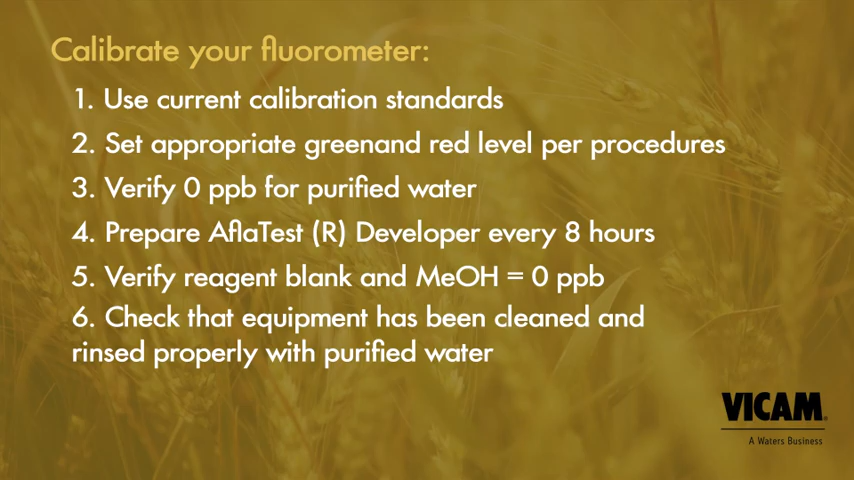 Calibrate your fluorometer:
1. Use current calibration standards
2. Set appropriate greenand red level per procedures
3. Verify 0 ppb for purified water
4. Prepare AflaTest (R) Developer every 8 hours
5. Verify reagent blank and MeOH = 0 ppb
6. Check that equipment has been cleaned and
rinsed properly with purified water
VICAM®
A Waters Business